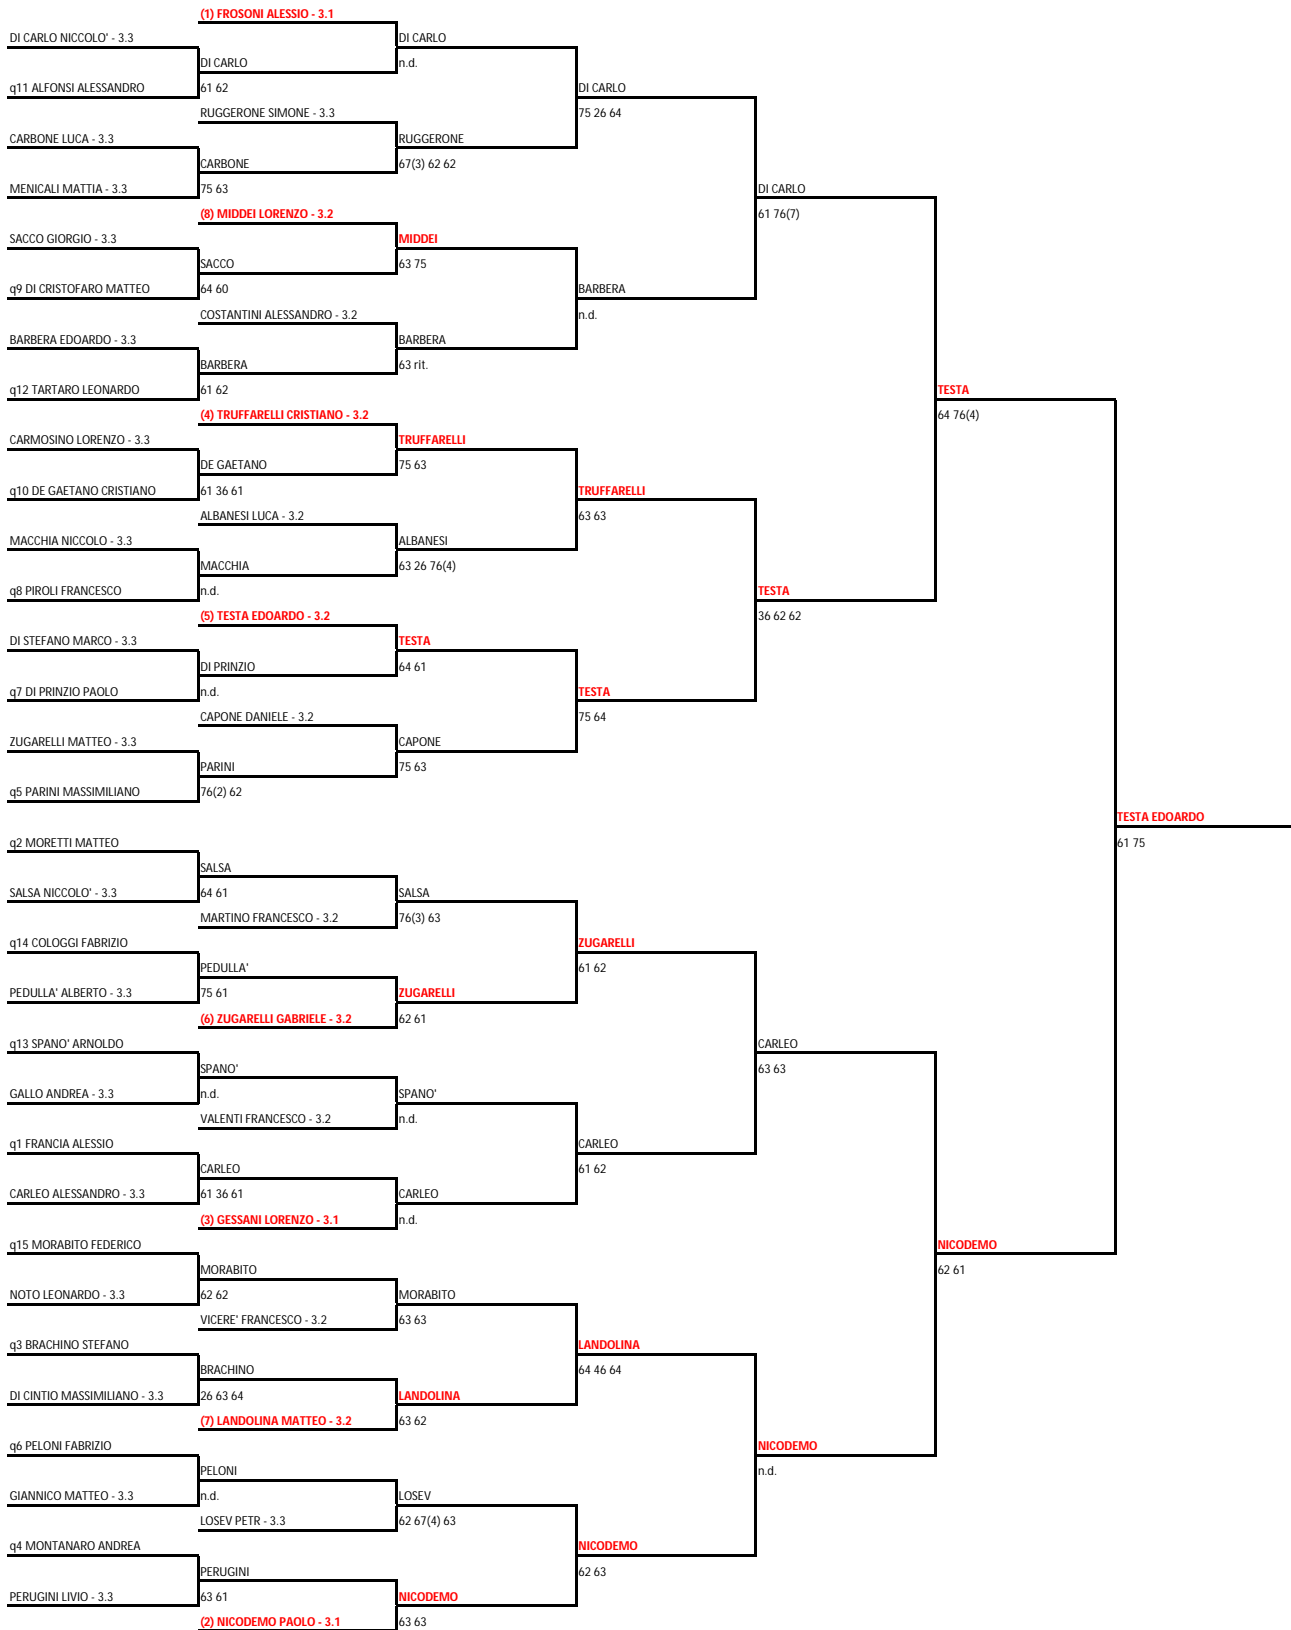 (1) FROSONI ALESSIO - 3.1
DI CARLO NICCOLO' - 3.3
DI CARLO
DI CARLO
n.d.
q11 ALFONSI ALESSANDRO
61 62
DI CARLO
RUGGERONE SIMONE - 3.3
75 26 64
CARBONE LUCA - 3.3
RUGGERONE
CARBONE
67(3) 62 62
MENICALI MATTIA - 3.3
75 63
DI CARLO
(8) MIDDEI LORENZO - 3.2
61 76(7)
SACCO GIORGIO - 3.3
MIDDEI
SACCO
63 75
q9 DI CRISTOFARO MATTEO
64 60
BARBERA
COSTANTINI ALESSANDRO - 3.2
n.d.
BARBERA EDOARDO - 3.3
BARBERA
BARBERA
63 rit.
q12 TARTARO LEONARDO
61 62
TESTA
(4) TRUFFARELLI CRISTIANO - 3.2
64 76(4)
CARMOSINO LORENZO - 3.3
TRUFFARELLI
DE GAETANO
75 63
q10 DE GAETANO CRISTIANO
61 36 61
TRUFFARELLI
ALBANESI LUCA - 3.2
63 63
MACCHIA NICCOLO - 3.3
ALBANESI
MACCHIA
63 26 76(4)
q8 PIROLI FRANCESCO
n.d.
TESTA
(5) TESTA EDOARDO - 3.2
36 62 62
DI STEFANO MARCO - 3.3
TESTA
DI PRINZIO
64 61
q7 DI PRINZIO PAOLO
n.d.
TESTA
CAPONE DANIELE - 3.2
75 64
ZUGARELLI MATTEO - 3.3
CAPONE
PARINI
75 63
q5 PARINI MASSIMILIANO
76(2) 62
TESTA EDOARDO
q2 MORETTI MATTEO
61 75
SALSA
SALSA NICCOLO' - 3.3
64 61
SALSA
MARTINO FRANCESCO - 3.2
76(3) 63
q14 COLOGGI FABRIZIO
ZUGARELLI
PEDULLA'
61 62
PEDULLA' ALBERTO - 3.3
75 61
ZUGARELLI
(6) ZUGARELLI GABRIELE - 3.2
62 61
q13 SPANO' ARNOLDO
CARLEO
SPANO'
63 63
GALLO ANDREA - 3.3
n.d.
SPANO'
VALENTI FRANCESCO - 3.2
n.d.
q1 FRANCIA ALESSIO
CARLEO
CARLEO
61 62
CARLEO ALESSANDRO - 3.3
61 36 61
CARLEO
(3) GESSANI LORENZO - 3.1
n.d.
q15 MORABITO FEDERICO
NICODEMO
MORABITO
62 61
NOTO LEONARDO - 3.3
62 62
MORABITO
VICERE' FRANCESCO - 3.2
63 63
q3 BRACHINO STEFANO
LANDOLINA
BRACHINO
64 46 64
DI CINTIO MASSIMILIANO - 3.3
26 63 64
LANDOLINA
(7) LANDOLINA MATTEO - 3.2
63 62
q6 PELONI FABRIZIO
NICODEMO
PELONI
n.d.
GIANNICO MATTEO - 3.3
n.d.
LOSEV
LOSEV PETR - 3.3
62 67(4) 63
q4 MONTANARO ANDREA
NICODEMO
PERUGINI
62 63
PERUGINI LIVIO - 3.3
63 61
NICODEMO
(2) NICODEMO PAOLO - 3.1
63 63